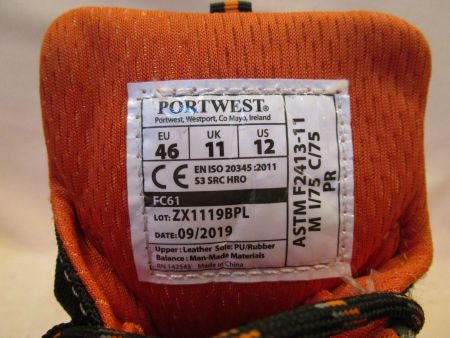 PORTWEST®
Portwest, Westport, Co Mayo, Ireland
EU UK US
46 11 12
CE EN ISO 20345:2011
S3 SRC HRO
FC61
LOT: ZX1119BPL
DATE: 09/2019
Upper: Leather Sole: PU/Rubber
Balance: Man-Made Materials
RN 142543 Made in China
ASTM F2413-11
M I/75 C/75
PR